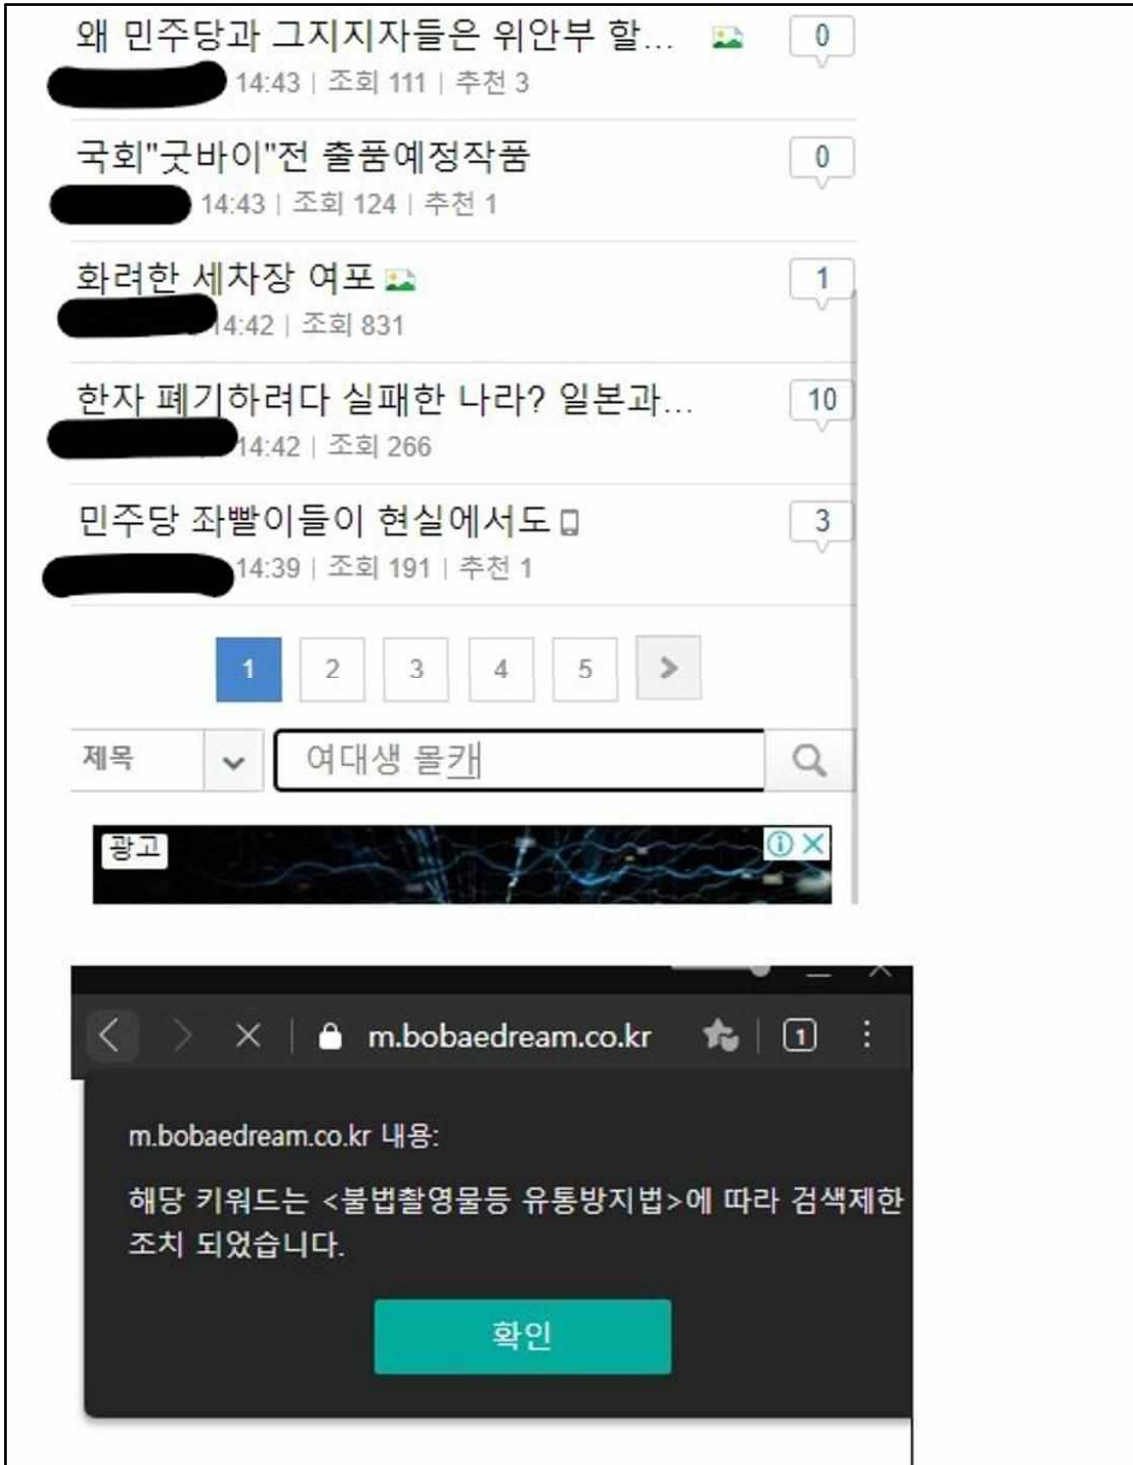 왜 민주당과 그지지자들은 위안부 할... 0
14:43 | 조회 111 | 추천 3
국회"굿바이"전 출품예정작품 0
14:43 | 조회 124 | 추천 1
화려한 세차장 여포 1
14:42 | 조회 831
한자 폐기하려다 실패한 나라? 일본과... 10
14:42 | 조회 266
민주당 좌빨이들이 현실에서도 3
14:39 | 조회 191 | 추천 1
1 2 3 4 5 >
제목 여대생 몰카
광고
m.bobaedream.co.kr 1
m.bobaedream.co.kr 내용:
해당 키워드는 <불법촬영물등 유통방지법>에 따라 검색제한
조치 되었습니다.
확인